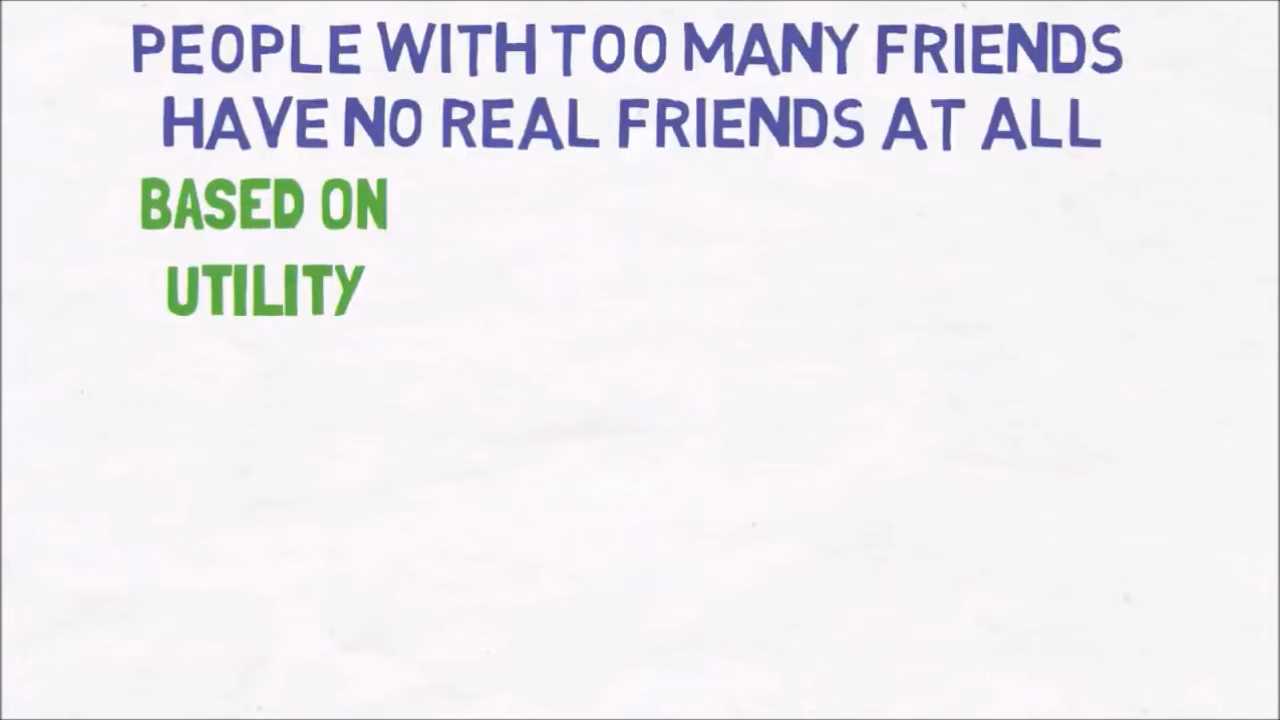 PEOPLE WITH TOO MANY FRIENDS
HAVE NO REAL FRIENDS AT ALL
BASED ON
UTILITY